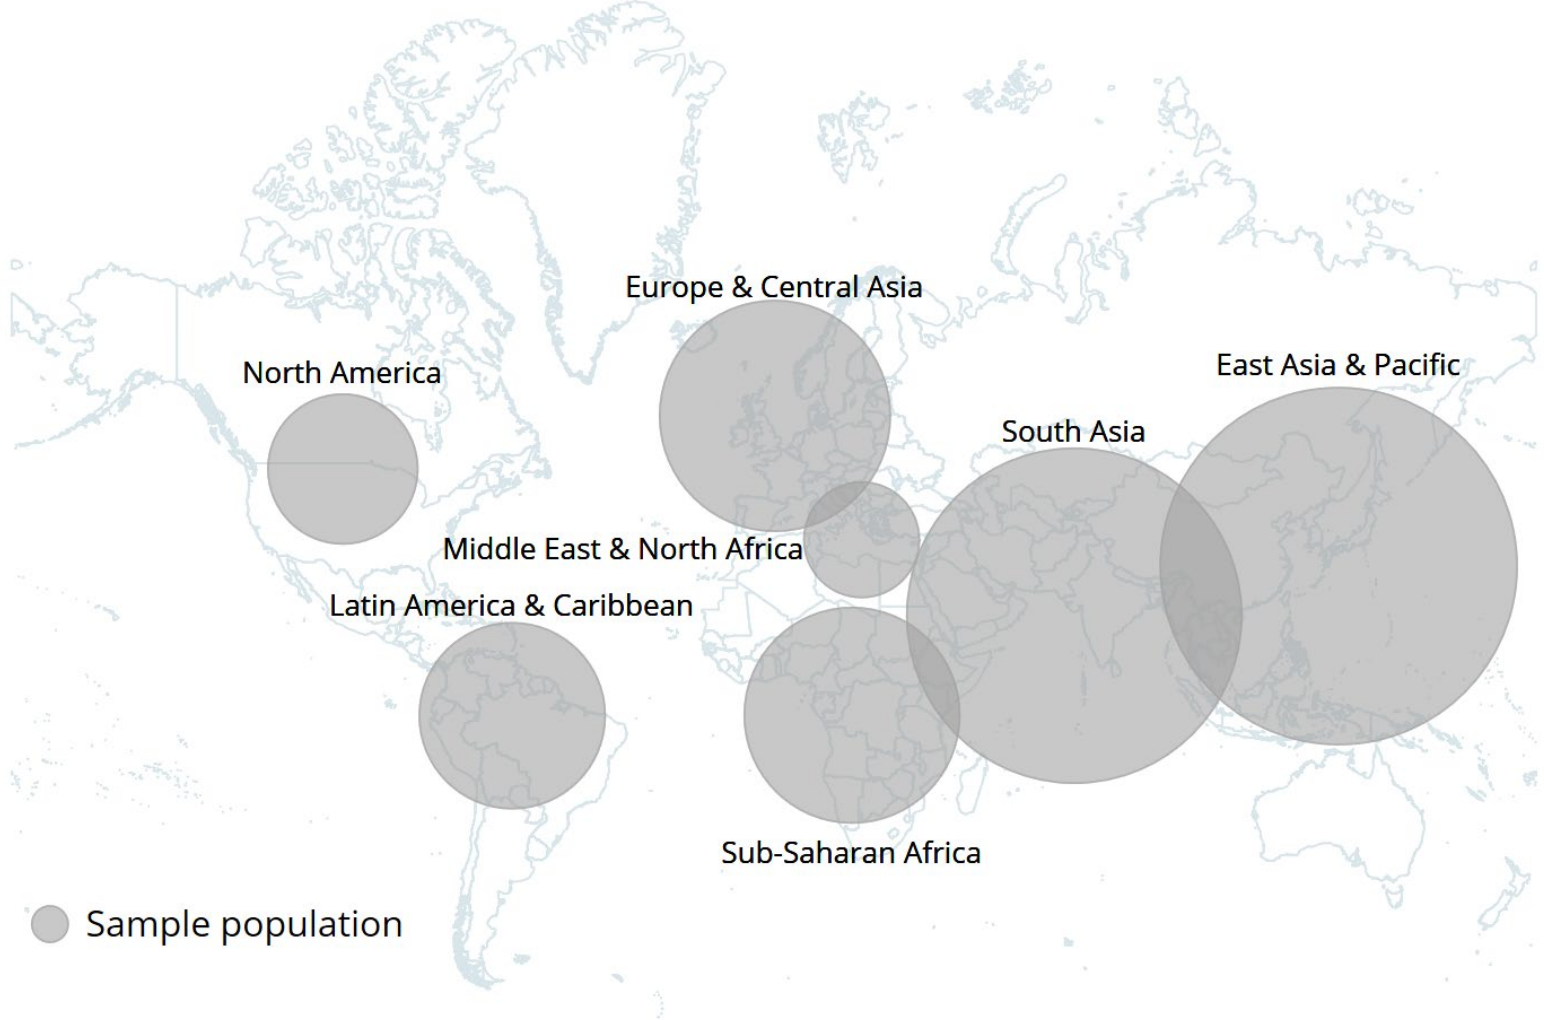 Europe & Central Asia
North America
East Asia & Pacific
South Asia
Middle East & North Africa
Latin America & Caribbean
Sub-Saharan Africa
Sample population